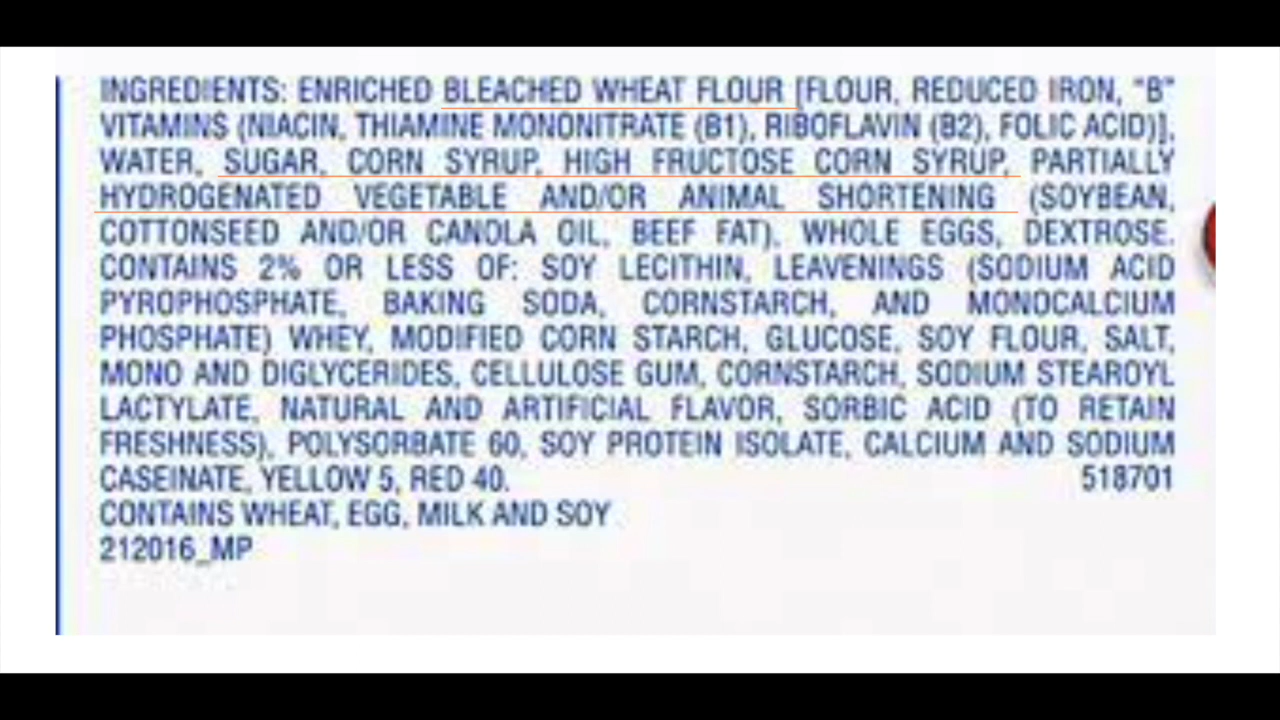 INGREDIENTS: ENRICHED BLEACHED WHEAT FLOUR [FLOUR, REDUCED IRON, "B"
VITAMINS (NIACIN, THIAMINE MONONITRATE (B1), RIBOFLAVIN (B2), FOLIC ACID)],
WATER, SUGAR, CORN SYRUP, HIGH FRUCTOSE CORN SYRUP, PARTIALLY
HYDROGENATED VEGETABLE AND/OR ANIMAL SHORTENING (SOYBEAN,
COTTONSEED AND/OR CANOLA OIL, BEEF FAT), WHOLE EGGS, DEXTROSE.
CONTAINS 2% OR LESS OF: SOY LECITHIN, LEAVENINGS (SODIUM ACID
PYROPHOSPHATE, BAKING SODA, CORNSTARCH, AND MONOCALCIUM
PHOSPHATE) WHEY, MODIFIED CORN STARCH, GLUCOSE, SOY FLOUR, SALT,
MONO AND DIGLYCERIDES, CELLULOSE GUM, CORNSTARCH, SODIUM STEAROYL
LACTYLATE, NATURAL AND ARTIFICIAL FLAVOR, SORBIC ACID (TO RETAIN
FRESHNESS), POLYSORBATE 60, SOY PROTEIN ISOLATE, CALCIUM AND SODIUM
CASEINATE, YELLOW 5, RED 40. 518701
CONTAINS WHEAT, EGG, MILK AND SOY
212016_MP